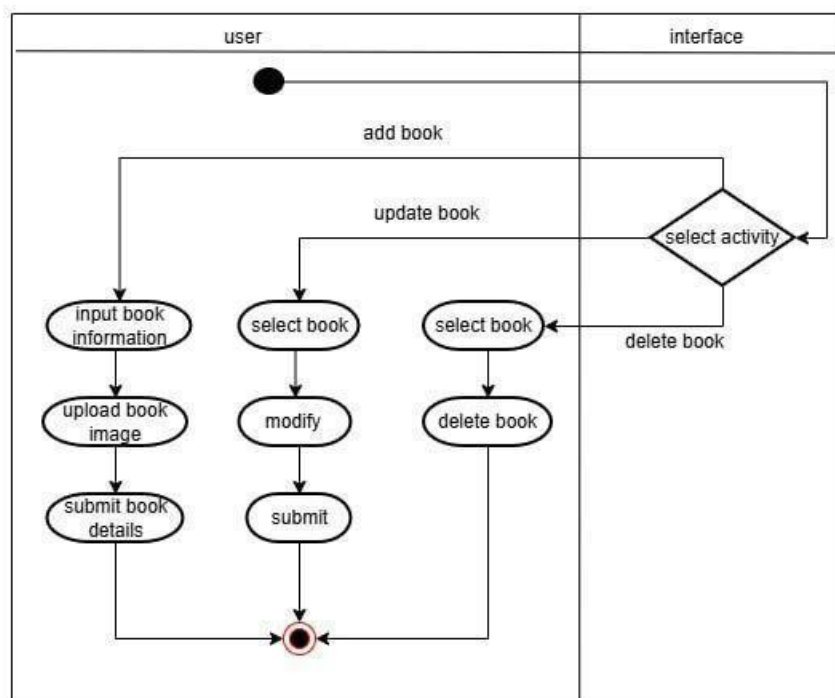 user
interface
add book
update book
select activity
delete book
input book
information
select book
select book
upload book
image
modify
delete book
submit book
details
submit